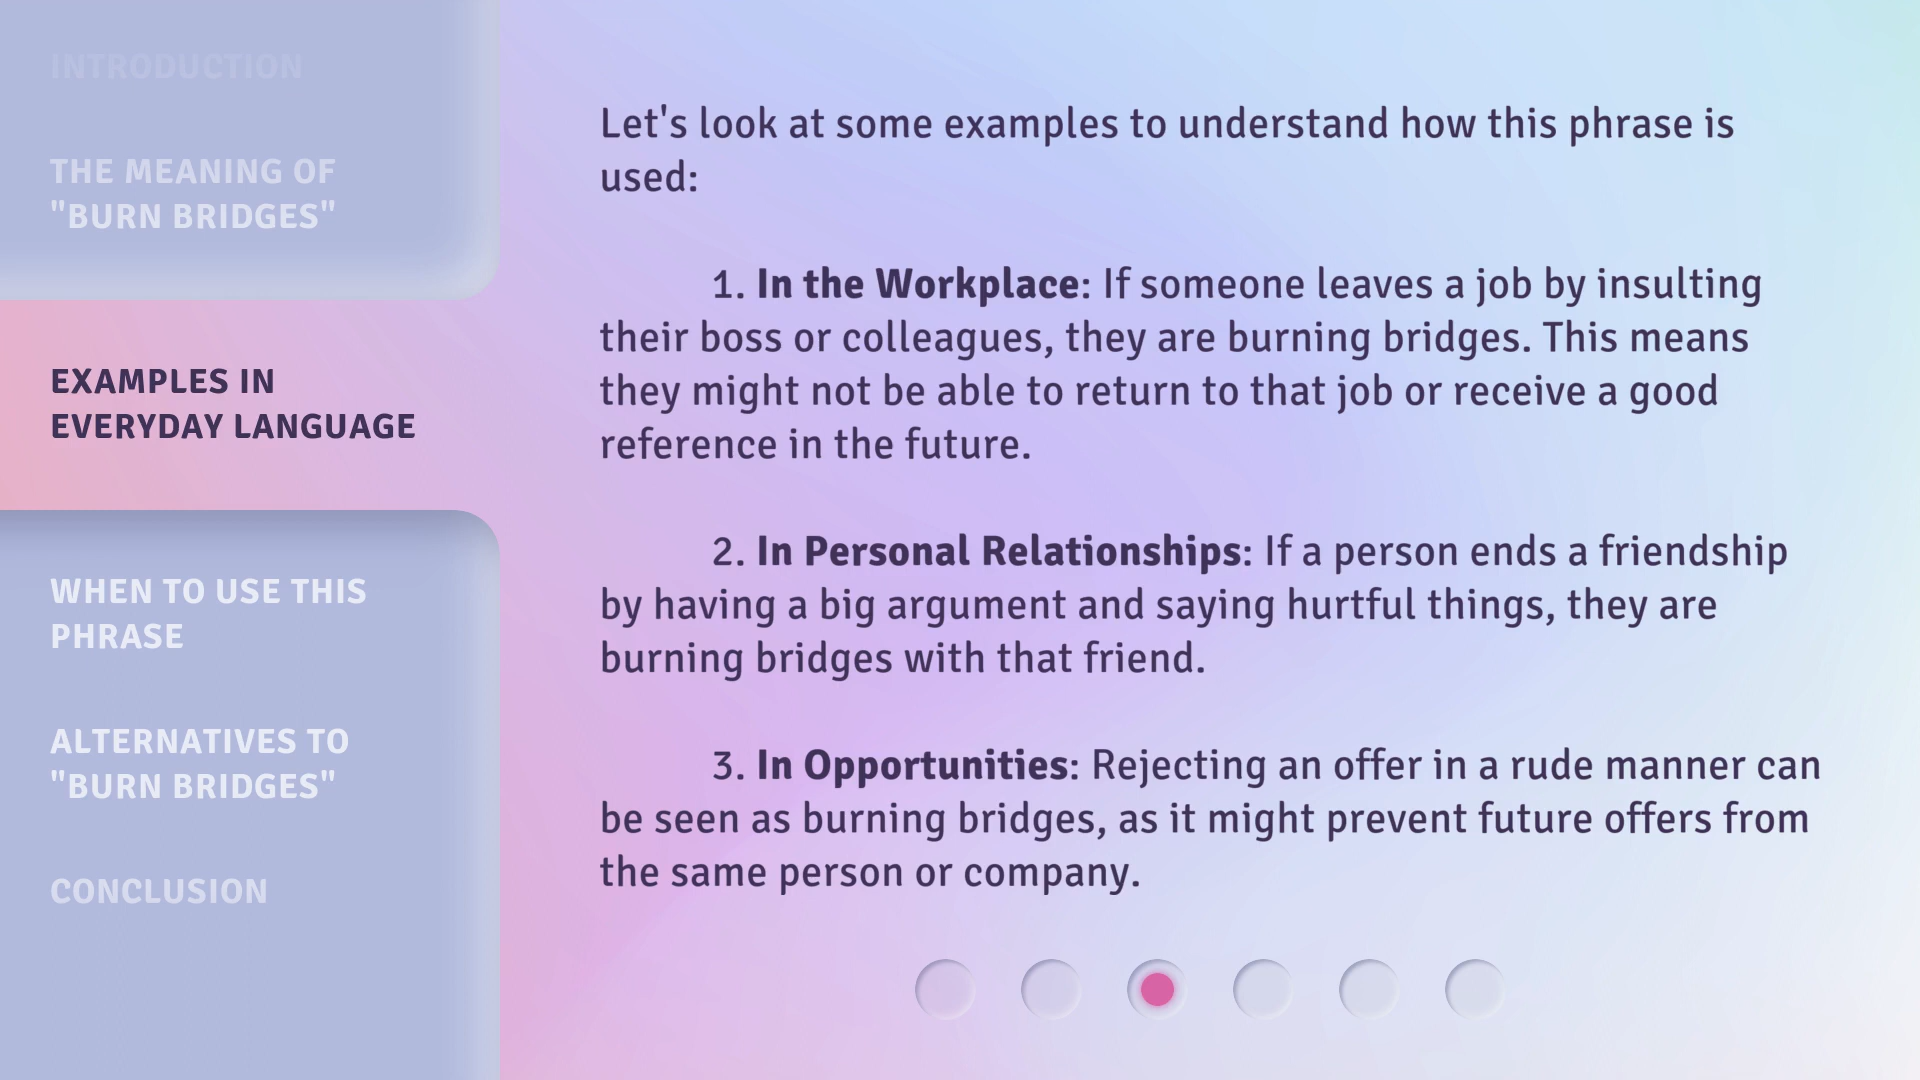 INTRODUCTION
THE MEANING OF
"BURN BRIDGES"
EXAMPLES IN
EVERYDAY LANGUAGE
WHEN TO USE THIS
PHRASE
ALTERNATIVES TO
"BURN BRIDGES"
CONCLUSION
Let's look at some examples to understand how this phrase is
used:
1. In the Workplace: If someone leaves a job by insulting
their boss or colleagues, they are burning bridges. This means
they might not be able to return to that job or receive a good
reference in the future.
2. In Personal Relationships: If a person ends a friendship
by having a big argument and saying hurtful things, they are
burning bridges with that friend.
3. In Opportunities: Rejecting an offer in a rude manner can
be seen as burning bridges, as it might prevent future offers from
the same person or company.